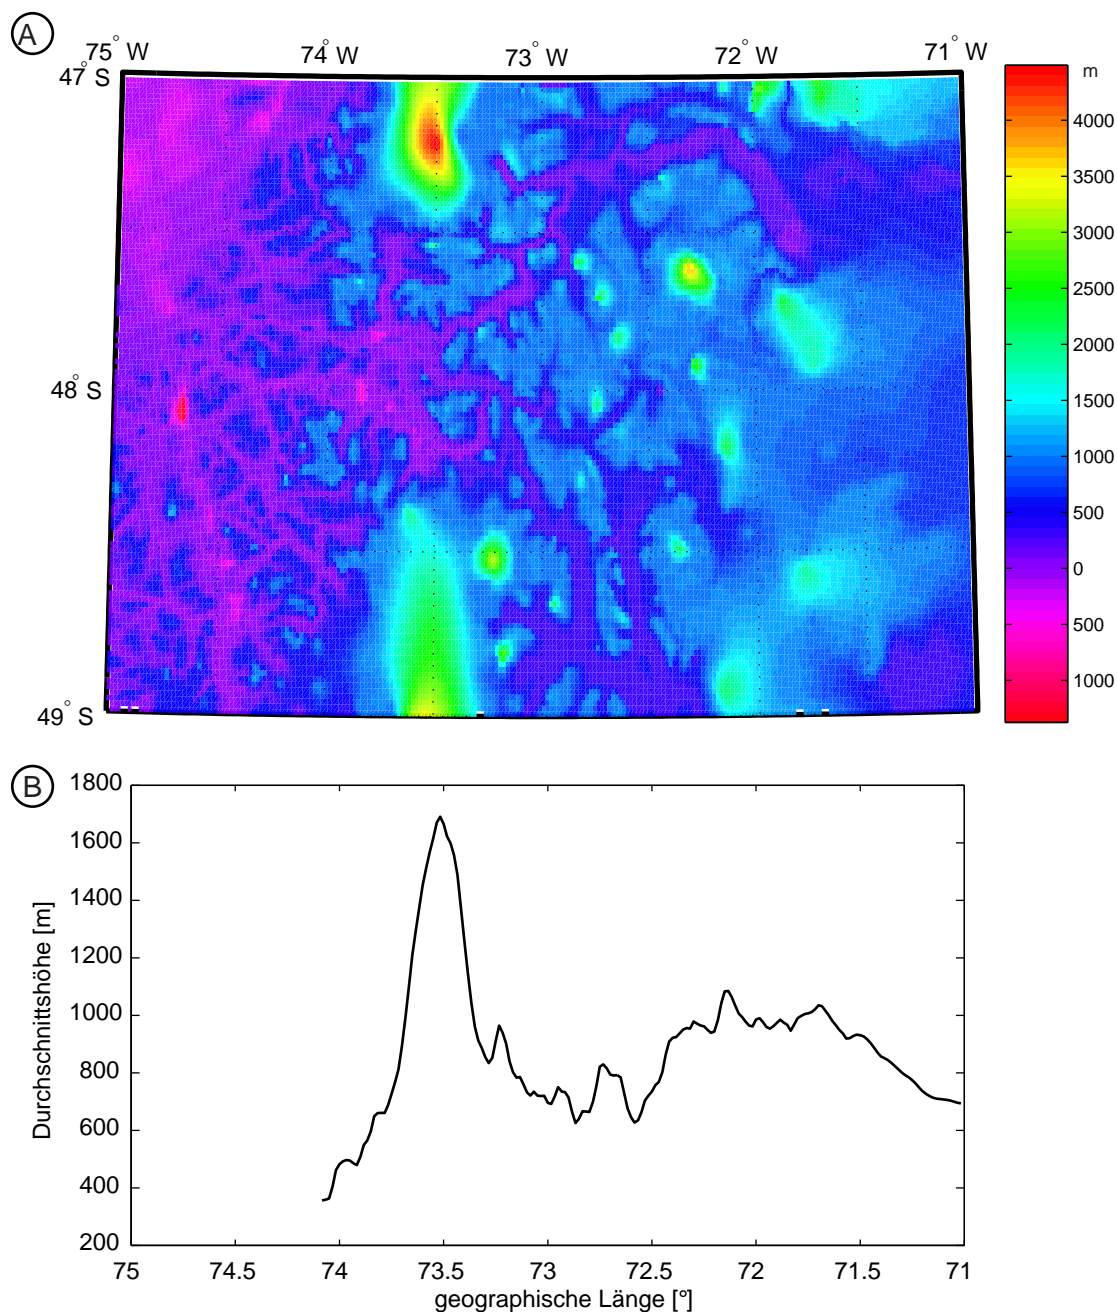 A
75° W 74° W 73° W 72° W 71° W
47° S
48° S
49° S
m
4000
3500
3000
2500
2000
1500
1000
500
0
500
1000
B
1800
1600
1400
1200
1000
800
600
400
200
Durchschnittshöhe [m]
75 74.5 74 73.5 73 72.5 72 71.5 71
geographische Länge [°]